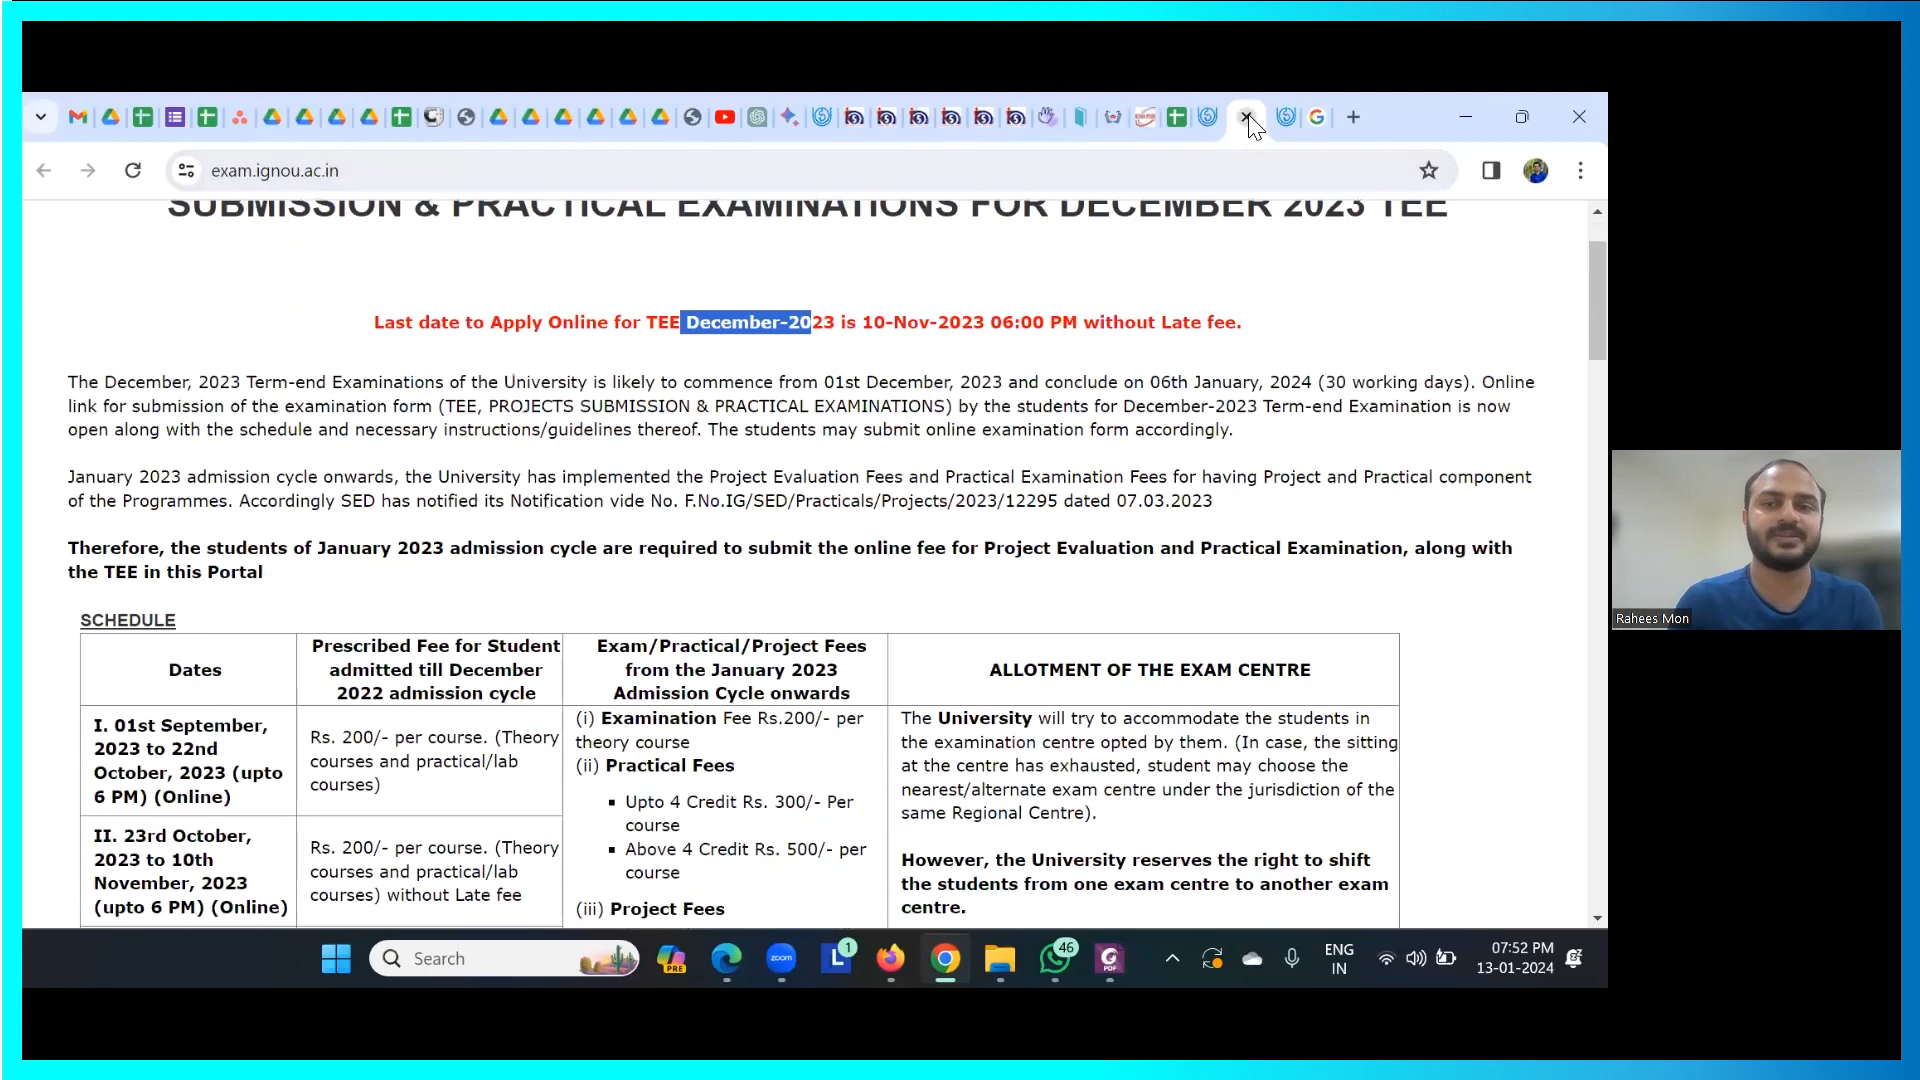 exam.ignou.ac.in
SUBMISSION & PRACTICAL EXAMINATIONS FOR DECEMBER 2023 TEE
Last date to Apply Online for TEE December-2023 is 10-Nov-2023 06:00 PM without Late fee.
The December, 2023 Term-end Examinations of the University is likely to commence from 01st December, 2023 and conclude on 06th January, 2024 (30 working days). Online
link for submission of the examination form (TEE, PROJECTS SUBMISSION & PRACTICAL EXAMINATIONS) by the students for December-2023 Term-end Examination is now
open along with the schedule and necessary instructions/guidelines thereof. The students may submit online examination form accordingly.
January 2023 admission cycle onwards, the University has implemented the Project Evaluation Fees and Practical Examination Fees for having Project and Practical component
of the Programmes. Accordingly SED has notified its Notification vide No. F.No.IG/SED/Practicals/Projects/2023/12295 dated 07.03.2023
Therefore, the students of January 2023 admission cycle are required to submit the online fee for Project Evaluation and Practical Examination, along with
the TEE in this Portal
SCHEDULE
Dates
Prescribed Fee for Student
admitted till December
2022 admission cycle
Exam/Practical/Project Fees
from the January 2023
Admission Cycle onwards
ALLOTMENT OF THE EXAM CENTRE
I. 01st September,
2023 to 22nd
October, 2023 (upto
6 PM) (Online)
Rs. 200/- per course. (Theory
courses and practical/lab
courses)
(i) Examination Fee Rs.200/- per
theory course
(ii) Practical Fees
Upto 4 Credit Rs. 300/- Per
course
Above 4 Credit Rs. 500/- per
course
(iii) Project Fees
The University will try to accommodate the students in
the examination centre opted by them. (In case, the sitting
at the centre has exhausted, student may choose the
nearest/alternate exam centre under the jurisdiction of the
same Regional Centre).
However, the University reserves the right to shift
the students from one exam centre to another exam
centre.
II. 23rd October,
2023 to 10th
November, 2023
(upto 6 PM) (Online)
Rs. 200/- per course. (Theory
courses and practical/lab
courses) without Late fee
Rahees Mon
Search
PRE
zoom
L
1
46
PDF
ENG
IN
07:52 PM
13-01-2024